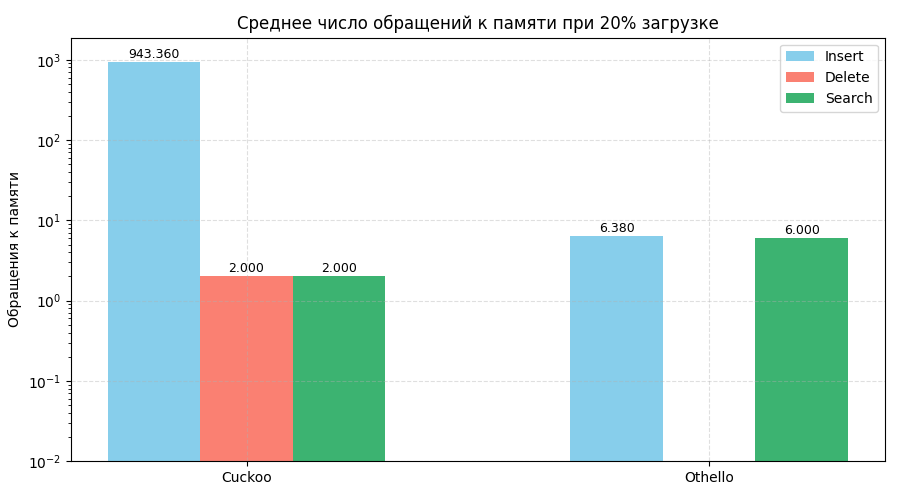 Среднее число обращений к памяти при 20% загрузке
Обращения к памяти
10³
10²
10¹
10⁰
10⁻¹
10⁻²
943.360
2.000
2.000
6.380
6.000
Insert
Delete
Search
Cuckoo
Othello